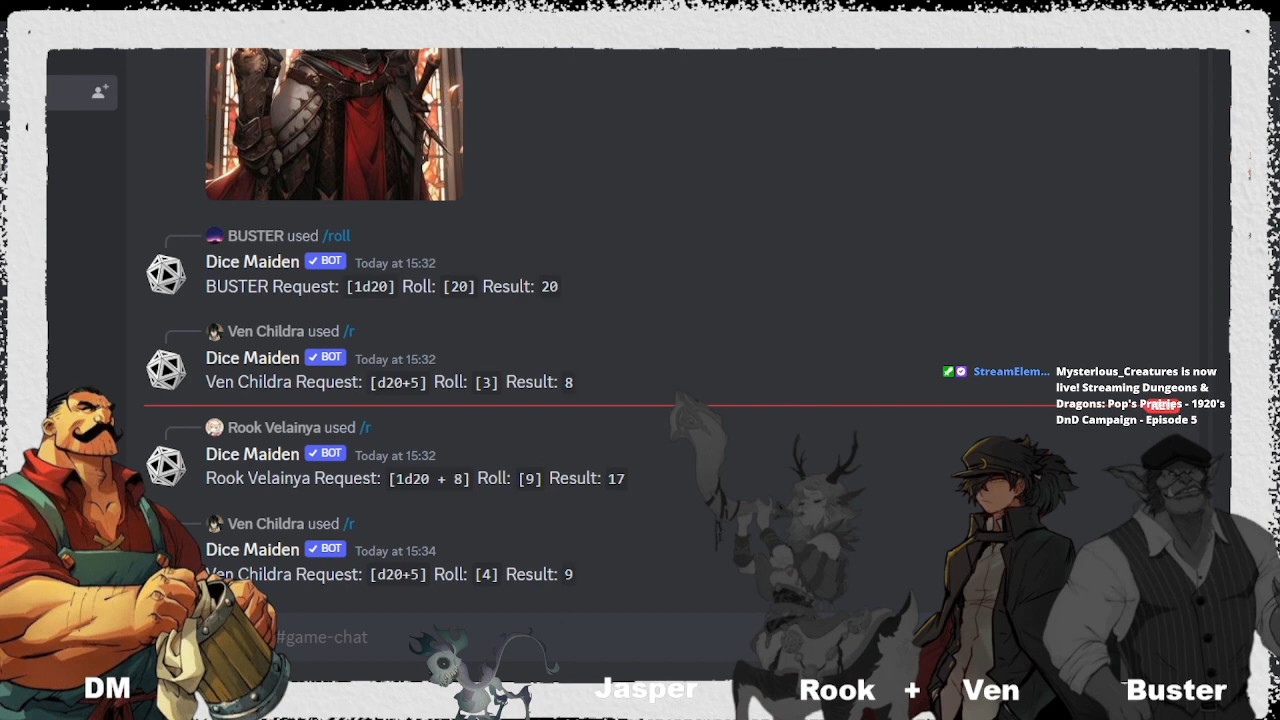 BUSTER used /roll
Dice Maiden ✓ BOT Today at 15:32
BUSTER Request: [1d20] Roll: [20] Result: 20
Ven Childra used /r
Dice Maiden ✓ BOT Today at 15:32
Ven Childra Request: [d20+5] Roll: [3] Result: 8
StreamElem... Mysterious_Creatures is now
live! Streaming Dungeons &
Dragons: Pop's Prairies - 1920's
DnD Campaign - Episode 5
NEW
Rook Velainya used /r
Dice Maiden ✓ BOT Today at 15:32
Rook Velainya Request: [1d20 + 8] Roll: [9] Result: 17
Ven Childra used /r
Dice Maiden ✓ BOT Today at 15:34
Ven Childra Request: [d20+5] Roll: [4] Result: 9
#game-chat
DM
Jasper
Rook + Ven
Buster